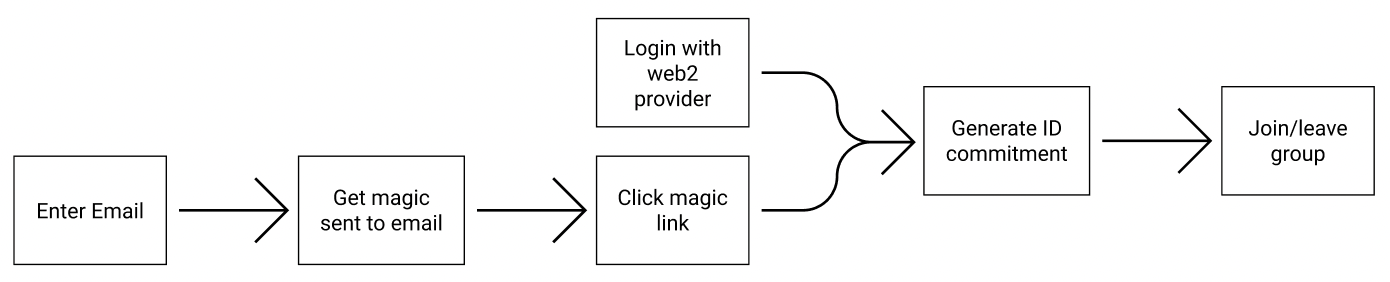 Login with
web2
provider
Enter Email
Get magic
sent to email
Click magic
link
Generate ID
commitment
Join/leave
group